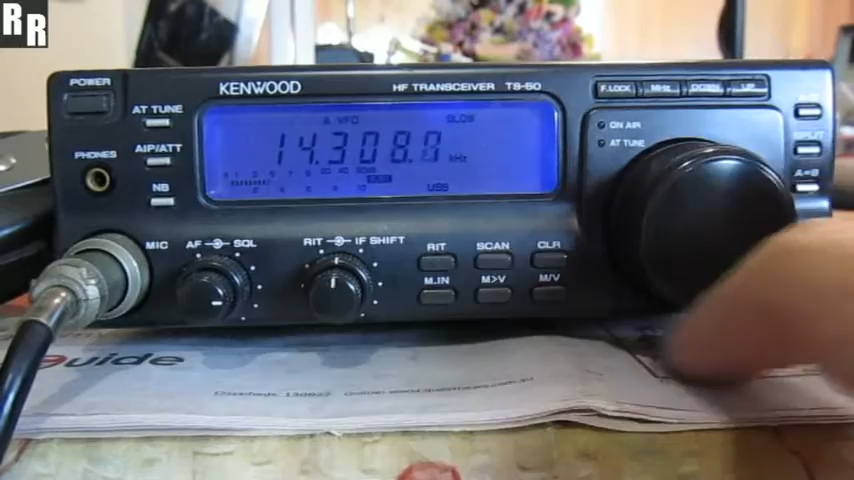 R
R
POWER
KENWOOD
HF TRANSCEIVER TS-50
F.LOCK MHz DOWN UP
AT TUNE
A VFO
SLOW
ON AIR
AT TUNE
SPLIT
AIP/ATT
14.308.8 kHz
PHONES
A=B
NB
USB
MIC
AF SQL
RIT IF SHIFT
RIT
SCAN
CLR
M.IN
M>V
M/V
Guide